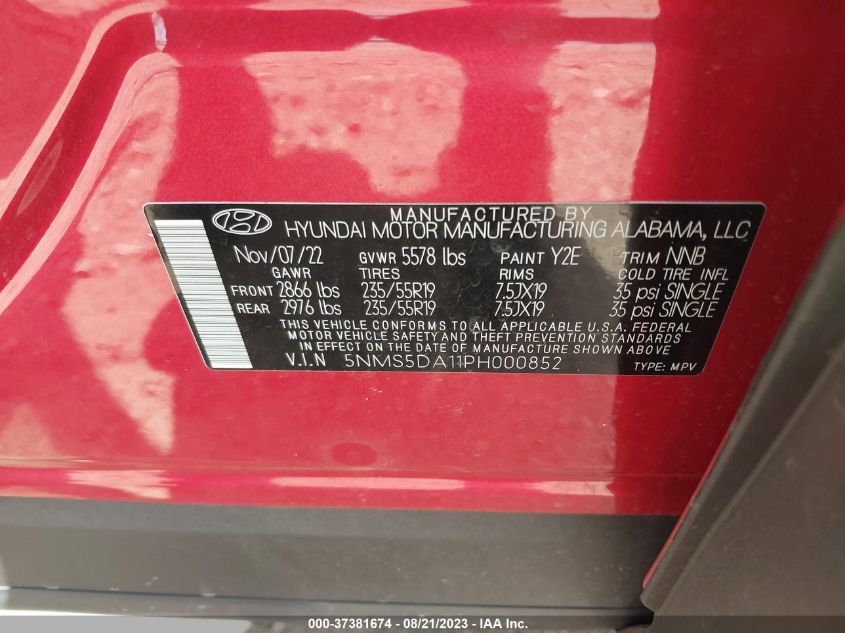 MANUFACTURED BY
HYUNDAI MOTOR MANUFACTURING ALABAMA, LLC
Nov/07/22 GVWR 5578 lbs PAINT Y2E TRIM NNB
GAWR TIRES RIMS COLD TIRE INFL
FRONT 2866 lbs 235/55R19 7.5JX19 35 psi SINGLE
REAR 2976 lbs 235/55R19 7.5JX19 35 psi SINGLE
THIS VEHICLE CONFORMS TO ALL APPLICABLE U.S.A. FEDERAL
MOTOR VEHICLE SAFETY AND THEFT PREVENTION STANDARDS
IN EFFECT ON THE DATE OF MANUFACTURE SHOWN ABOVE
V.I.N 5NMS5DA11PH000852 TYPE: MPV
000-37381674 - 08/21/2023 - IAA Inc.